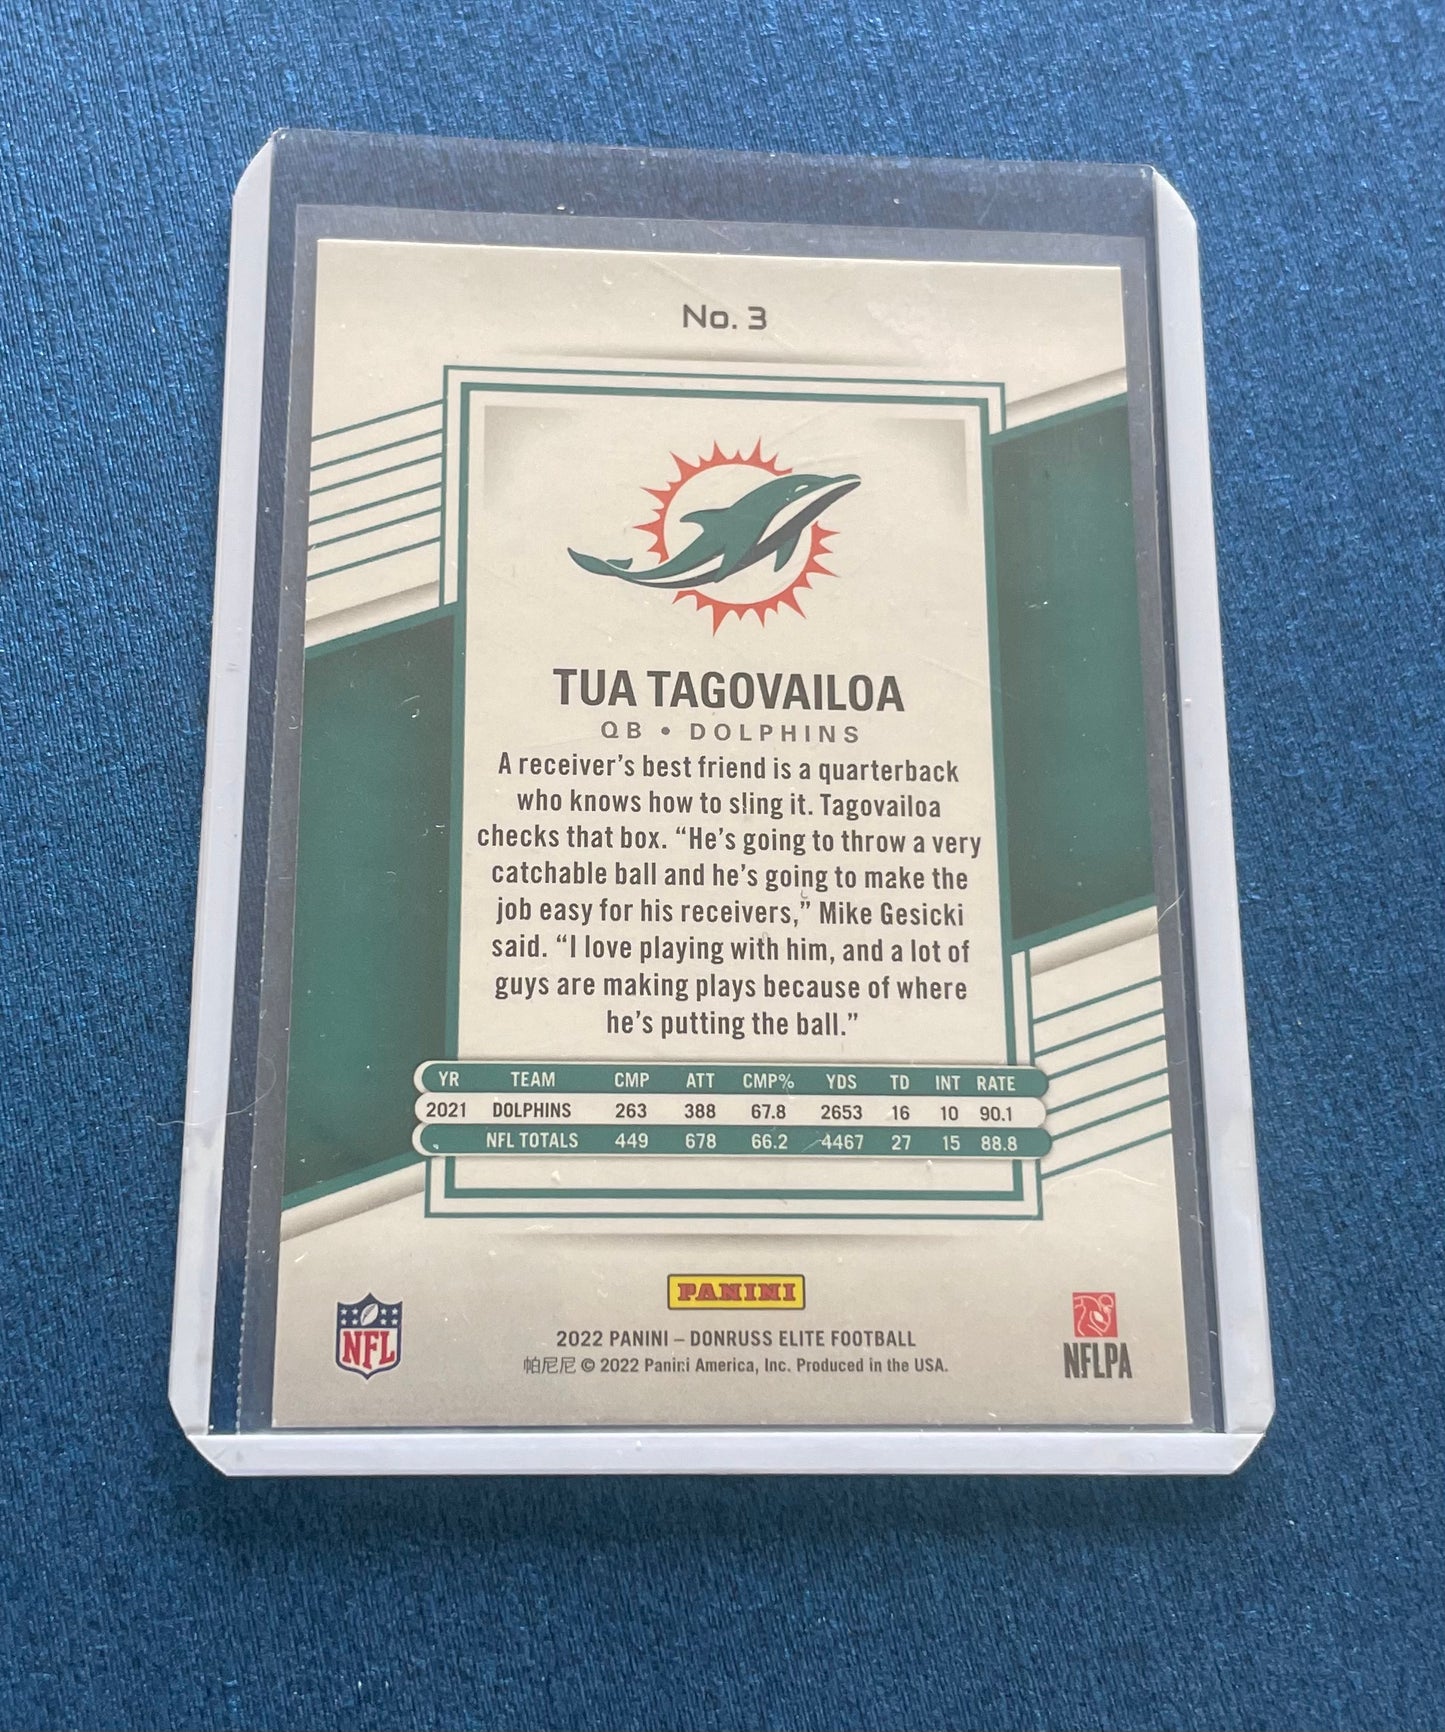 No. 3
TUA TAGOVAILOA
QB • DOLPHINS
A receiver's best friend is a quarterback
who knows how to sling it. Tagovailoa
checks that box. “He's going to throw a very
catchable ball and he's going to make the
job easy for his receivers,” Mike Gesicki
said. “I love playing with him, and a lot of
guys are making plays because of where
he's putting the ball.”
YR TEAM CMP ATT CMP% YDS TD INT RATE
2021 DOLPHINS 263 388 67.8 2653 16 10 90.1
NFL TOTALS 449 678 66.2 4467 27 15 88.8
PANINI
NFL
2022 PANINI – DONRUSS ELITE FOOTBALL
帕尼尼 © 2022 Panini America, Inc. Produced in the USA.
NFLPA